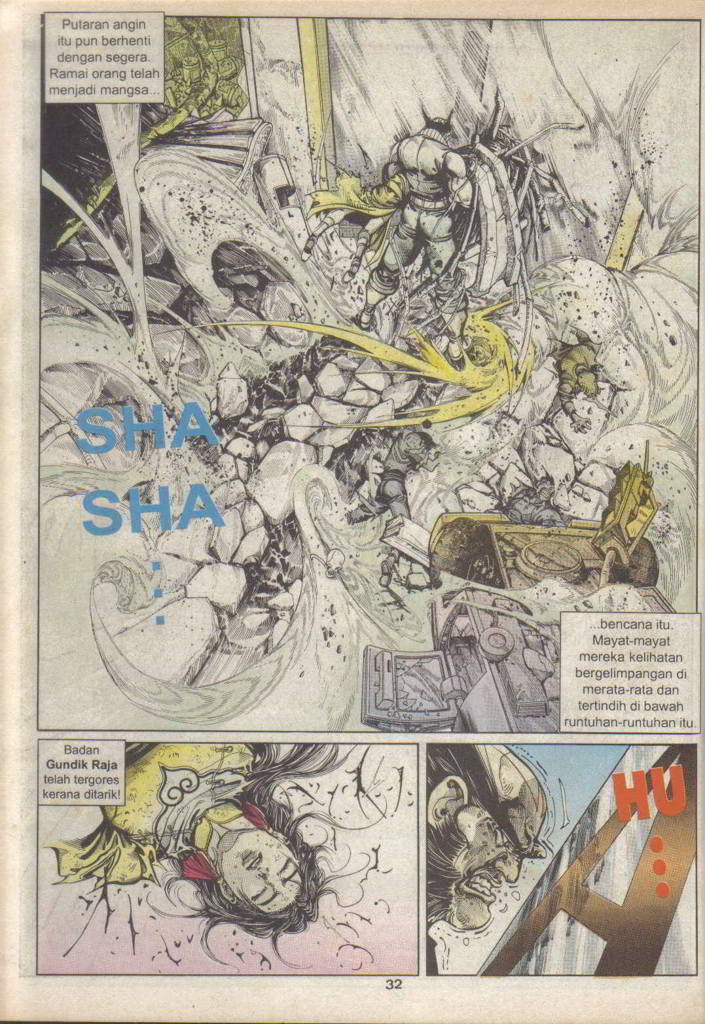 Putaran angin
itu pun berhenti
dengan segera.
Ramai orang telah
menjadi mangsa...
SHA
SHA
...
...bencana itu.
Mayat-mayat
mereka kelihatan
bergelimpangan di
merata-rata dan
tertindih di bawah
runtuhan-runtuhan itu.
Badan
Gundik Raja
telah tergores
kerana ditarik!
HU
...
32